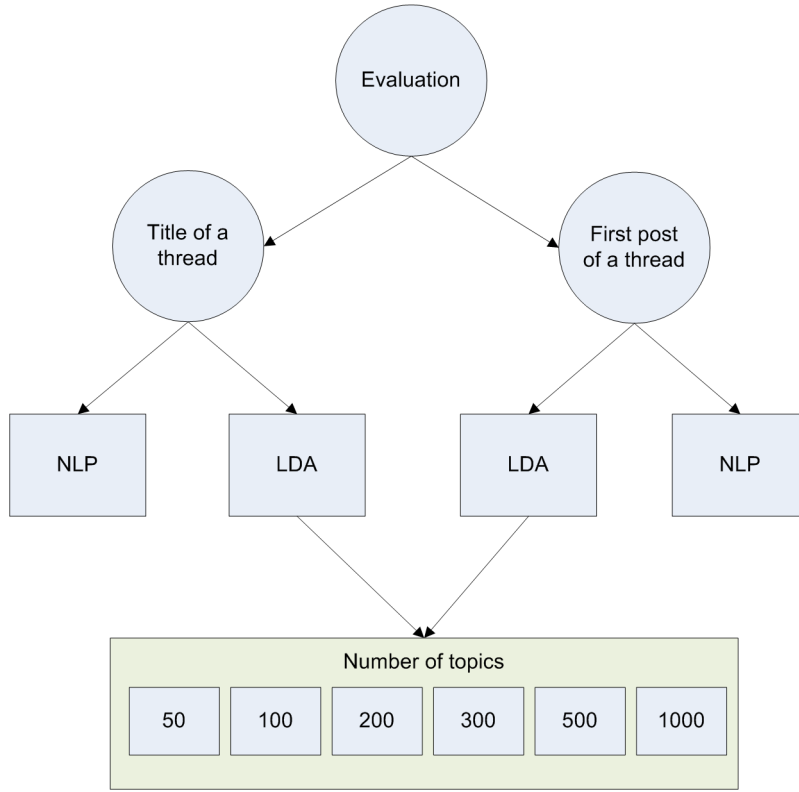 Evaluation
Title of a
thread
First post
of a thread
NLP
LDA
LDA
NLP
Number of topics
50
100
200
300
500
1000